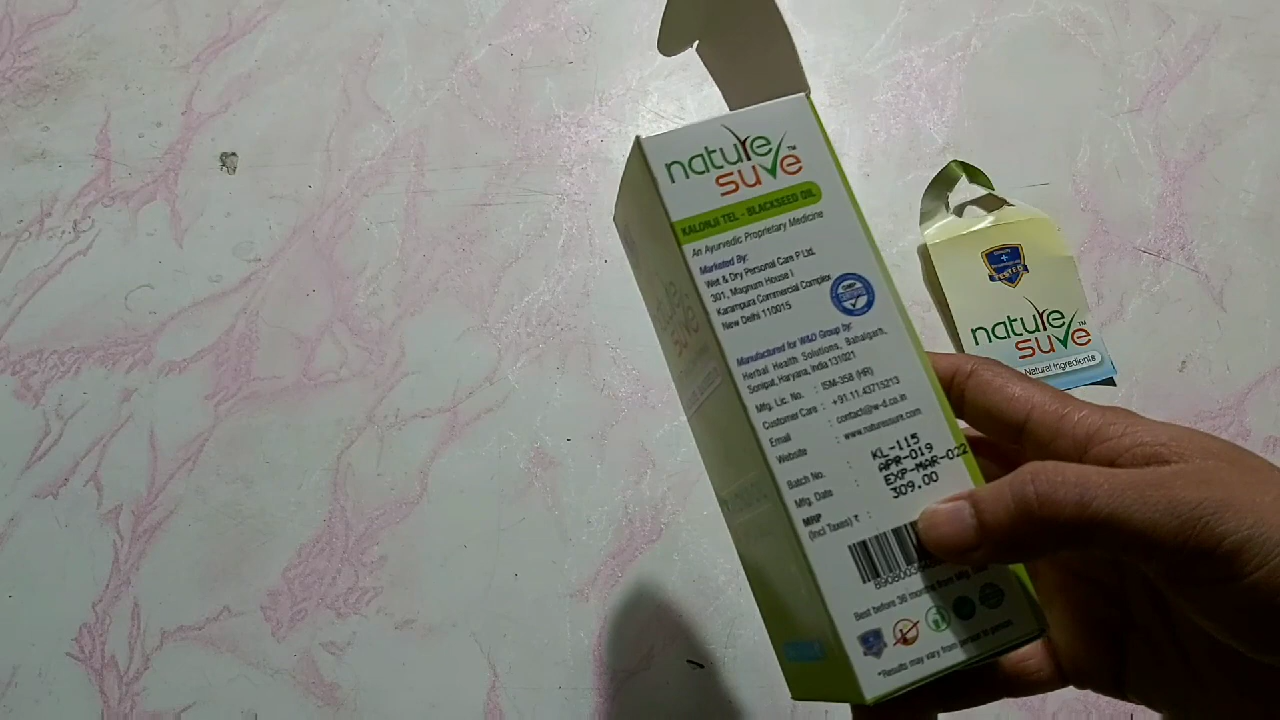 nature
suve™
KALONJI TEL - BLACKSEED OIL
An Ayurvedic Proprietary Medicine
Marketed By:
Wet & Dry Personal Care P Ltd.
301, Magnum House I
Karampura Commercial Complex
New Delhi 110015
CERTIFIED
Manufactured for W&D Group by:
Herbal Health Solutions, Bahalgarh,
Sonipat, Haryana, India 131021
Mfg. Lic. No. : ISM-358 (HR)
Customer Care : +91.11.43715213
Email : contact@w-d.co.in
Website : www.naturessure.com
Batch No. : KL-115
Mfg. Date : APR-019
EXP-MAR-022
MRP
(Incl Taxes) ₹ : 309.00
Best before 36 months from Mfg.
*Results may vary from person to person.
TESTED
nature
suve™
Natural Ingredients